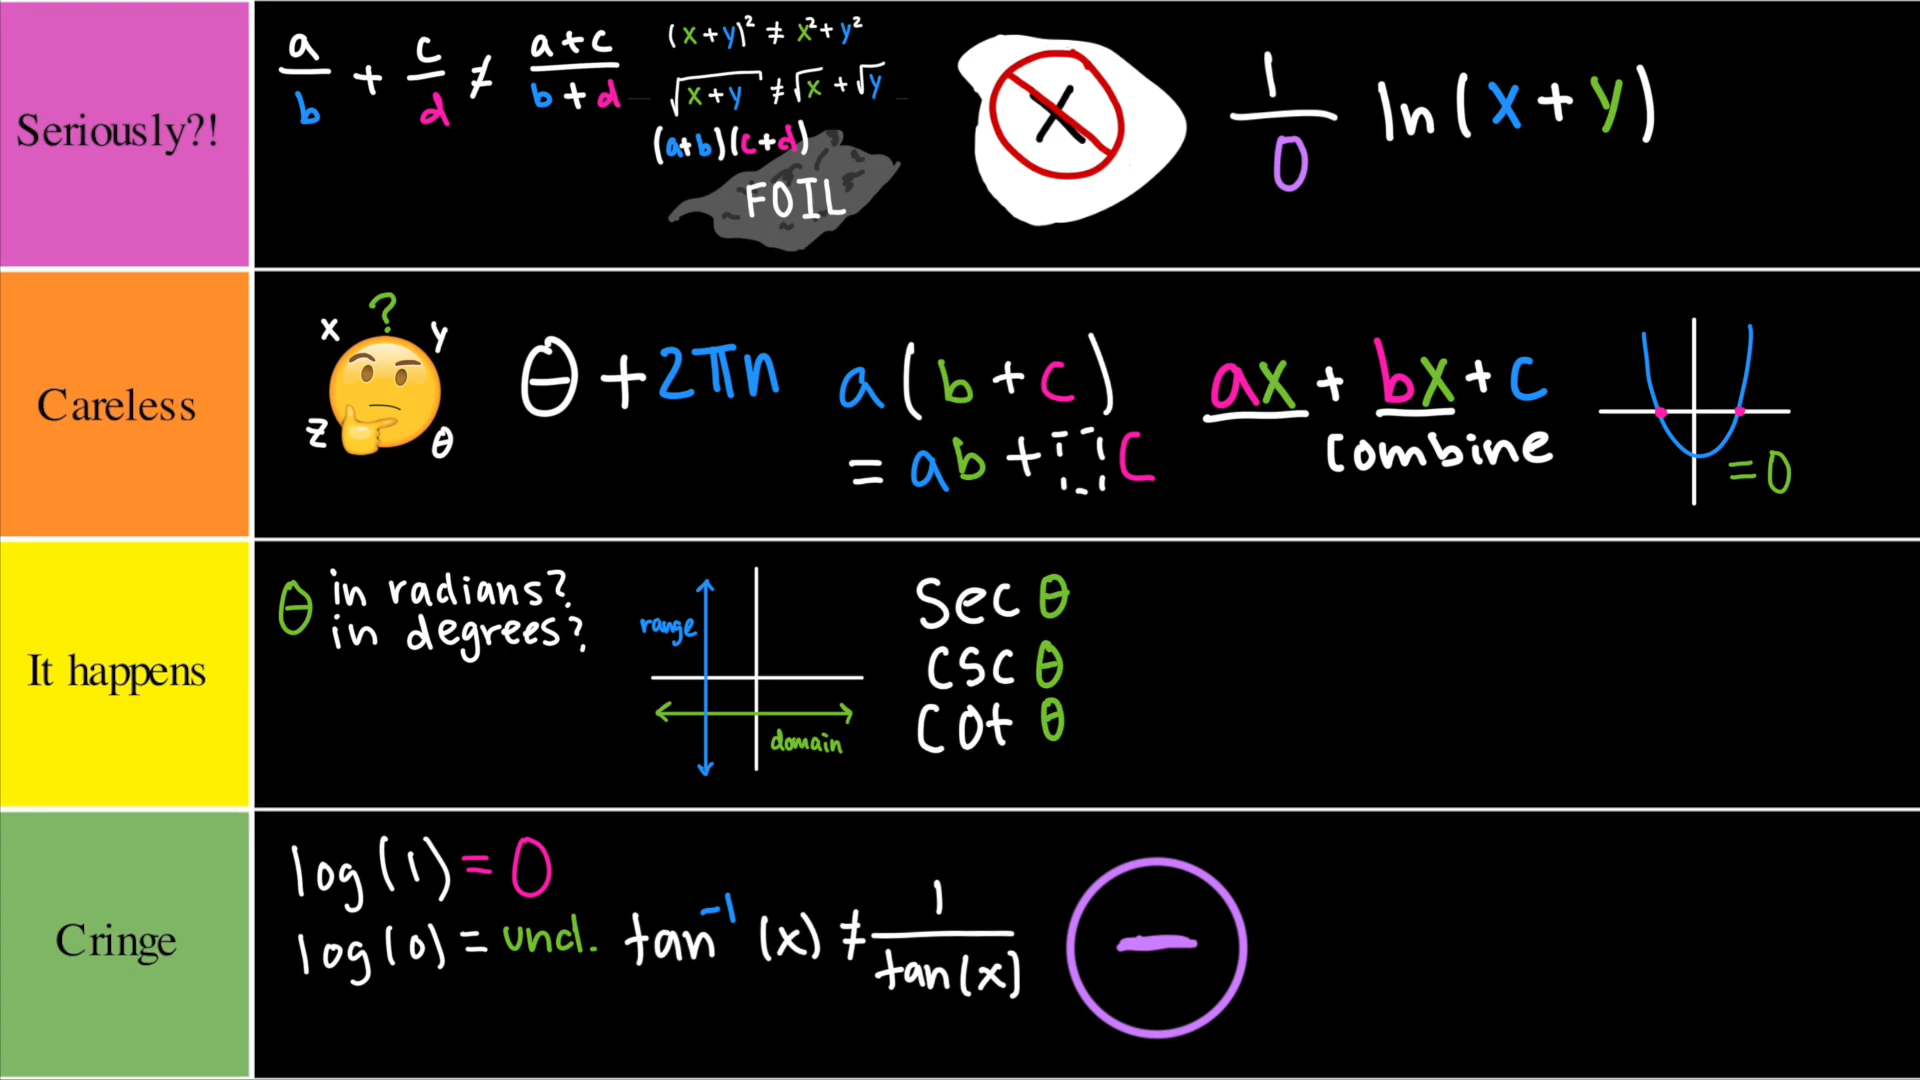 Seriously?!
a/b + c/d ≠ a+c/b+d
(x+y)² ≠ x²+y²
√x+y ≠ √x + √y
(a+b)(c+d)
FOIL
X
1/0
ln(x+y)
Careless
x ? y
z θ
θ + 2πn
a(b+c)
= ab + c
ax + bx + c
combine
= 0
It happens
θ in radians?
in degrees?
range
domain
Sec θ
csc θ
cot θ
Cringe
log(1) = 0
log(0) = und.
tan⁻¹(x) ≠ 1/tan(x)
−